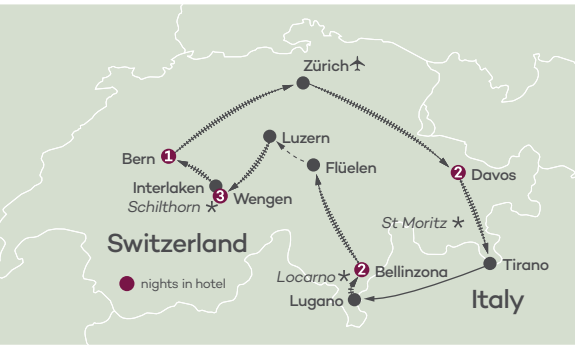 Zürich
Luzern
Bern 1
Flüelen
2 Davos
Interlaken
3 Wengen
Schilthorn *
St Moritz *
Switzerland
Tirano
Locarno * 2 Bellinzona
nights in hotel
Lugano
Italy